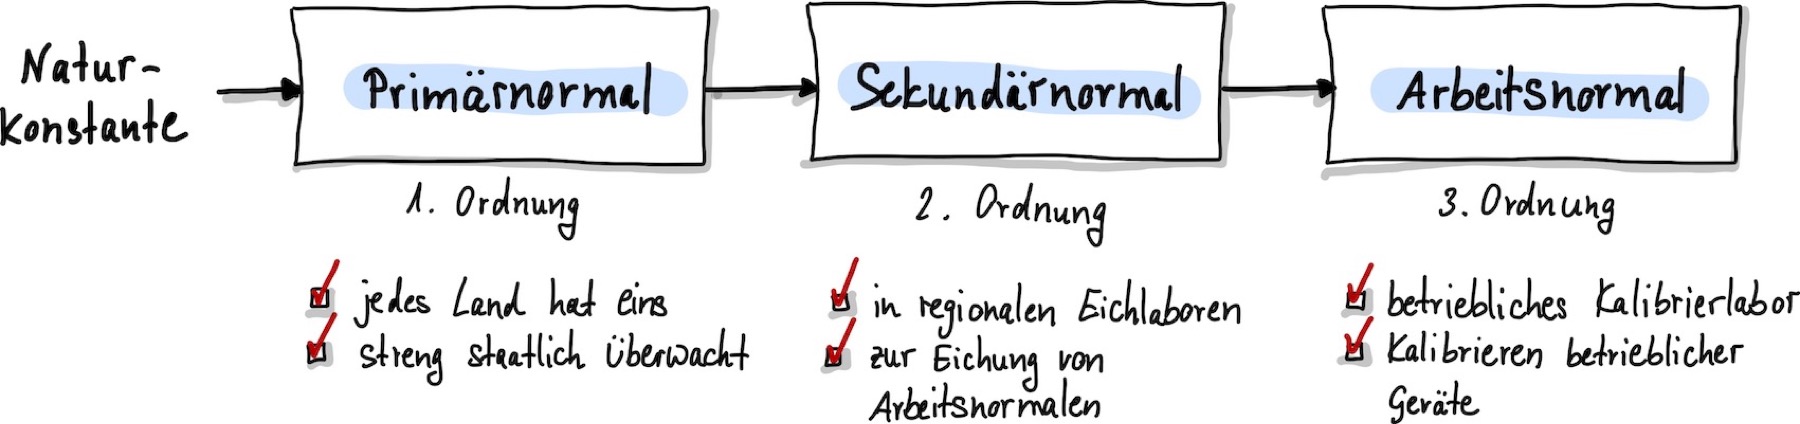 Natur-
konstante
Primärnormal
1. Ordnung
jedes Land hat eins
streng staatlich überwacht
Sekundärnormal
2. Ordnung
in regionalen Eichlaboren
zur Eichung von
Arbeitsnormalen
Arbeitsnormal
3. Ordnung
betriebliches Kalibrierlabor
Kalibrieren betrieblicher
Geräte